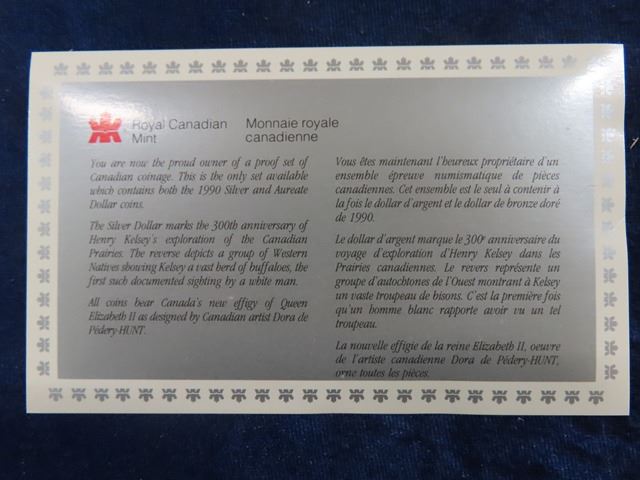 Royal Canadian
Mint
Monnaie royale
canadienne
You are now the proud owner of a proof set of
Canadian coinage. This is the only set available
which contains both the 1990 Silver and Aureate
Dollar coins.
The Silver Dollar marks the 300th anniversary of
Henry Kelsey's exploration of the Canadian
Prairies. The reverse depicts a group of Western
Natives showing Kelsey a vast herd of buffaloes, the
first such documented sighting by a white man.
All coins bear Canada's new effigy of Queen
Elizabeth II as designed by Canadian artist Dora de
Pédery-HUNT.
Vous êtes maintenant l'heureux propriétaire d'un
ensemble épreuve numismatique de pièces
canadiennes. Cet ensemble est le seul à contenir à
la fois le dollar d'argent et le dollar de bronze doré
de 1990.
Le dollar d'argent marque le 300e anniversaire du
voyage d'exploration d'Henry Kelsey dans les
Prairies canadiennes. Le revers représente un
groupe d'autochtones de l'Ouest montrant à Kelsey
un vaste troupeau de bisons. C'est la première fois
qu'un homme blanc rapporte avoir vu un tel
troupeau.
La nouvelle effigie de la reine Elizabeth II, oeuvre
de l'artiste canadienne Dora de Pédery-HUNT,
orne toutes les pièces.